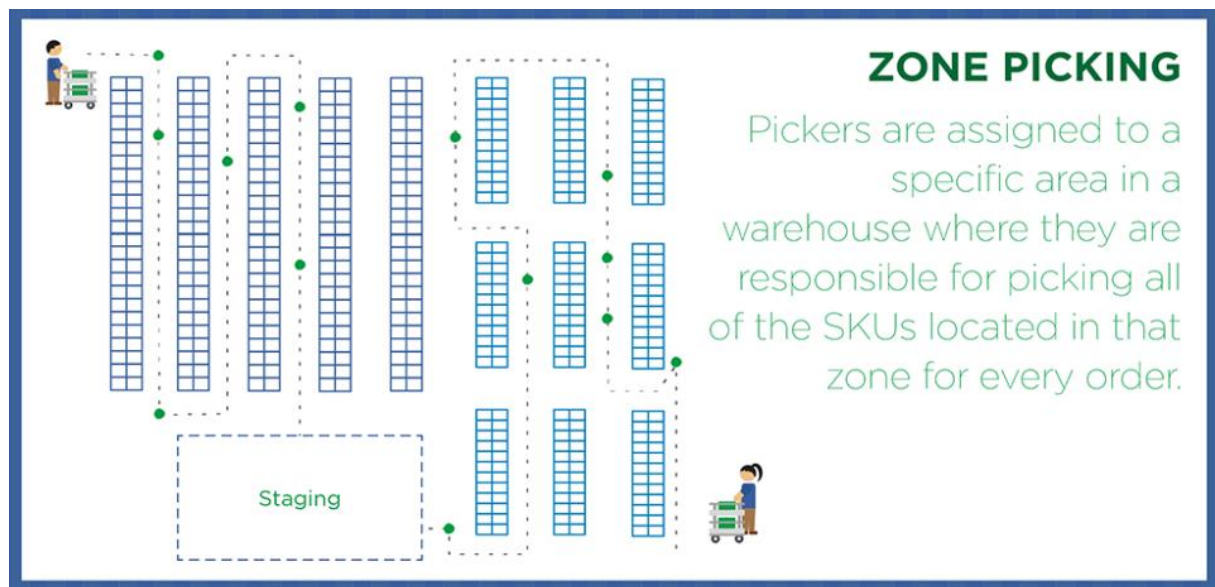 ZONE PICKING
Pickers are assigned to a
specific area in a
warehouse where they are
responsible for picking all
of the SKUs located in that
zone for every order.
Staging